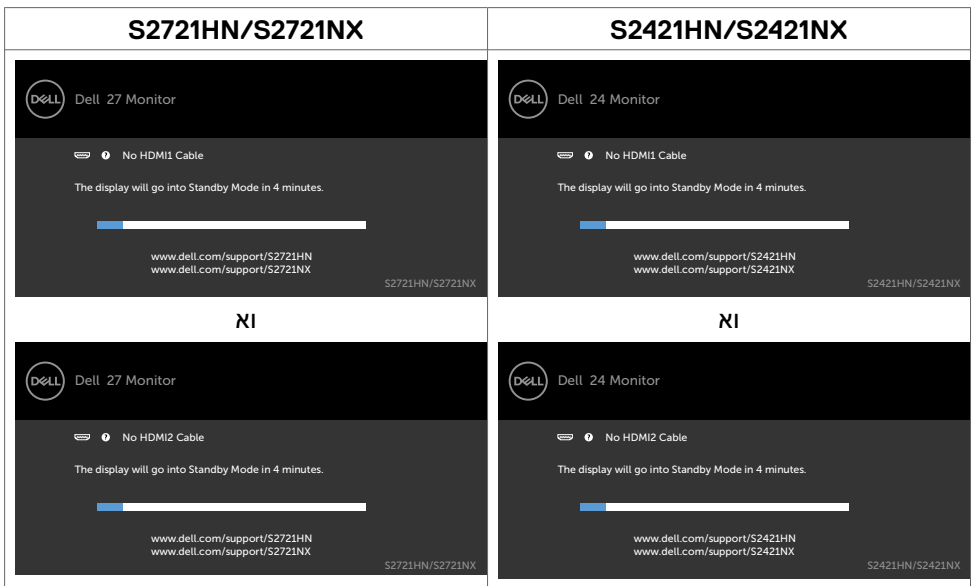 S2721HN/S2721NX
S2421HN/S2421NX
DELL
Dell 27 Monitor
No HDMI1 Cable
The display will go into Standby Mode in 4 minutes.
www.dell.com/support/S2721HN
www.dell.com/support/S2721NX
S2721HN/S2721NX
DELL
Dell 24 Monitor
No HDMI1 Cable
The display will go into Standby Mode in 4 minutes.
www.dell.com/support/S2421HN
www.dell.com/support/S2421NX
S2421HN/S2421NX
וא
וא
DELL
Dell 27 Monitor
No HDMI2 Cable
The display will go into Standby Mode in 4 minutes.
www.dell.com/support/S2721HN
www.dell.com/support/S2721NX
S2721HN/S2721NX
DELL
Dell 24 Monitor
No HDMI2 Cable
The display will go into Standby Mode in 4 minutes.
www.dell.com/support/S2421HN
www.dell.com/support/S2421NX
S2421HN/S2421NX